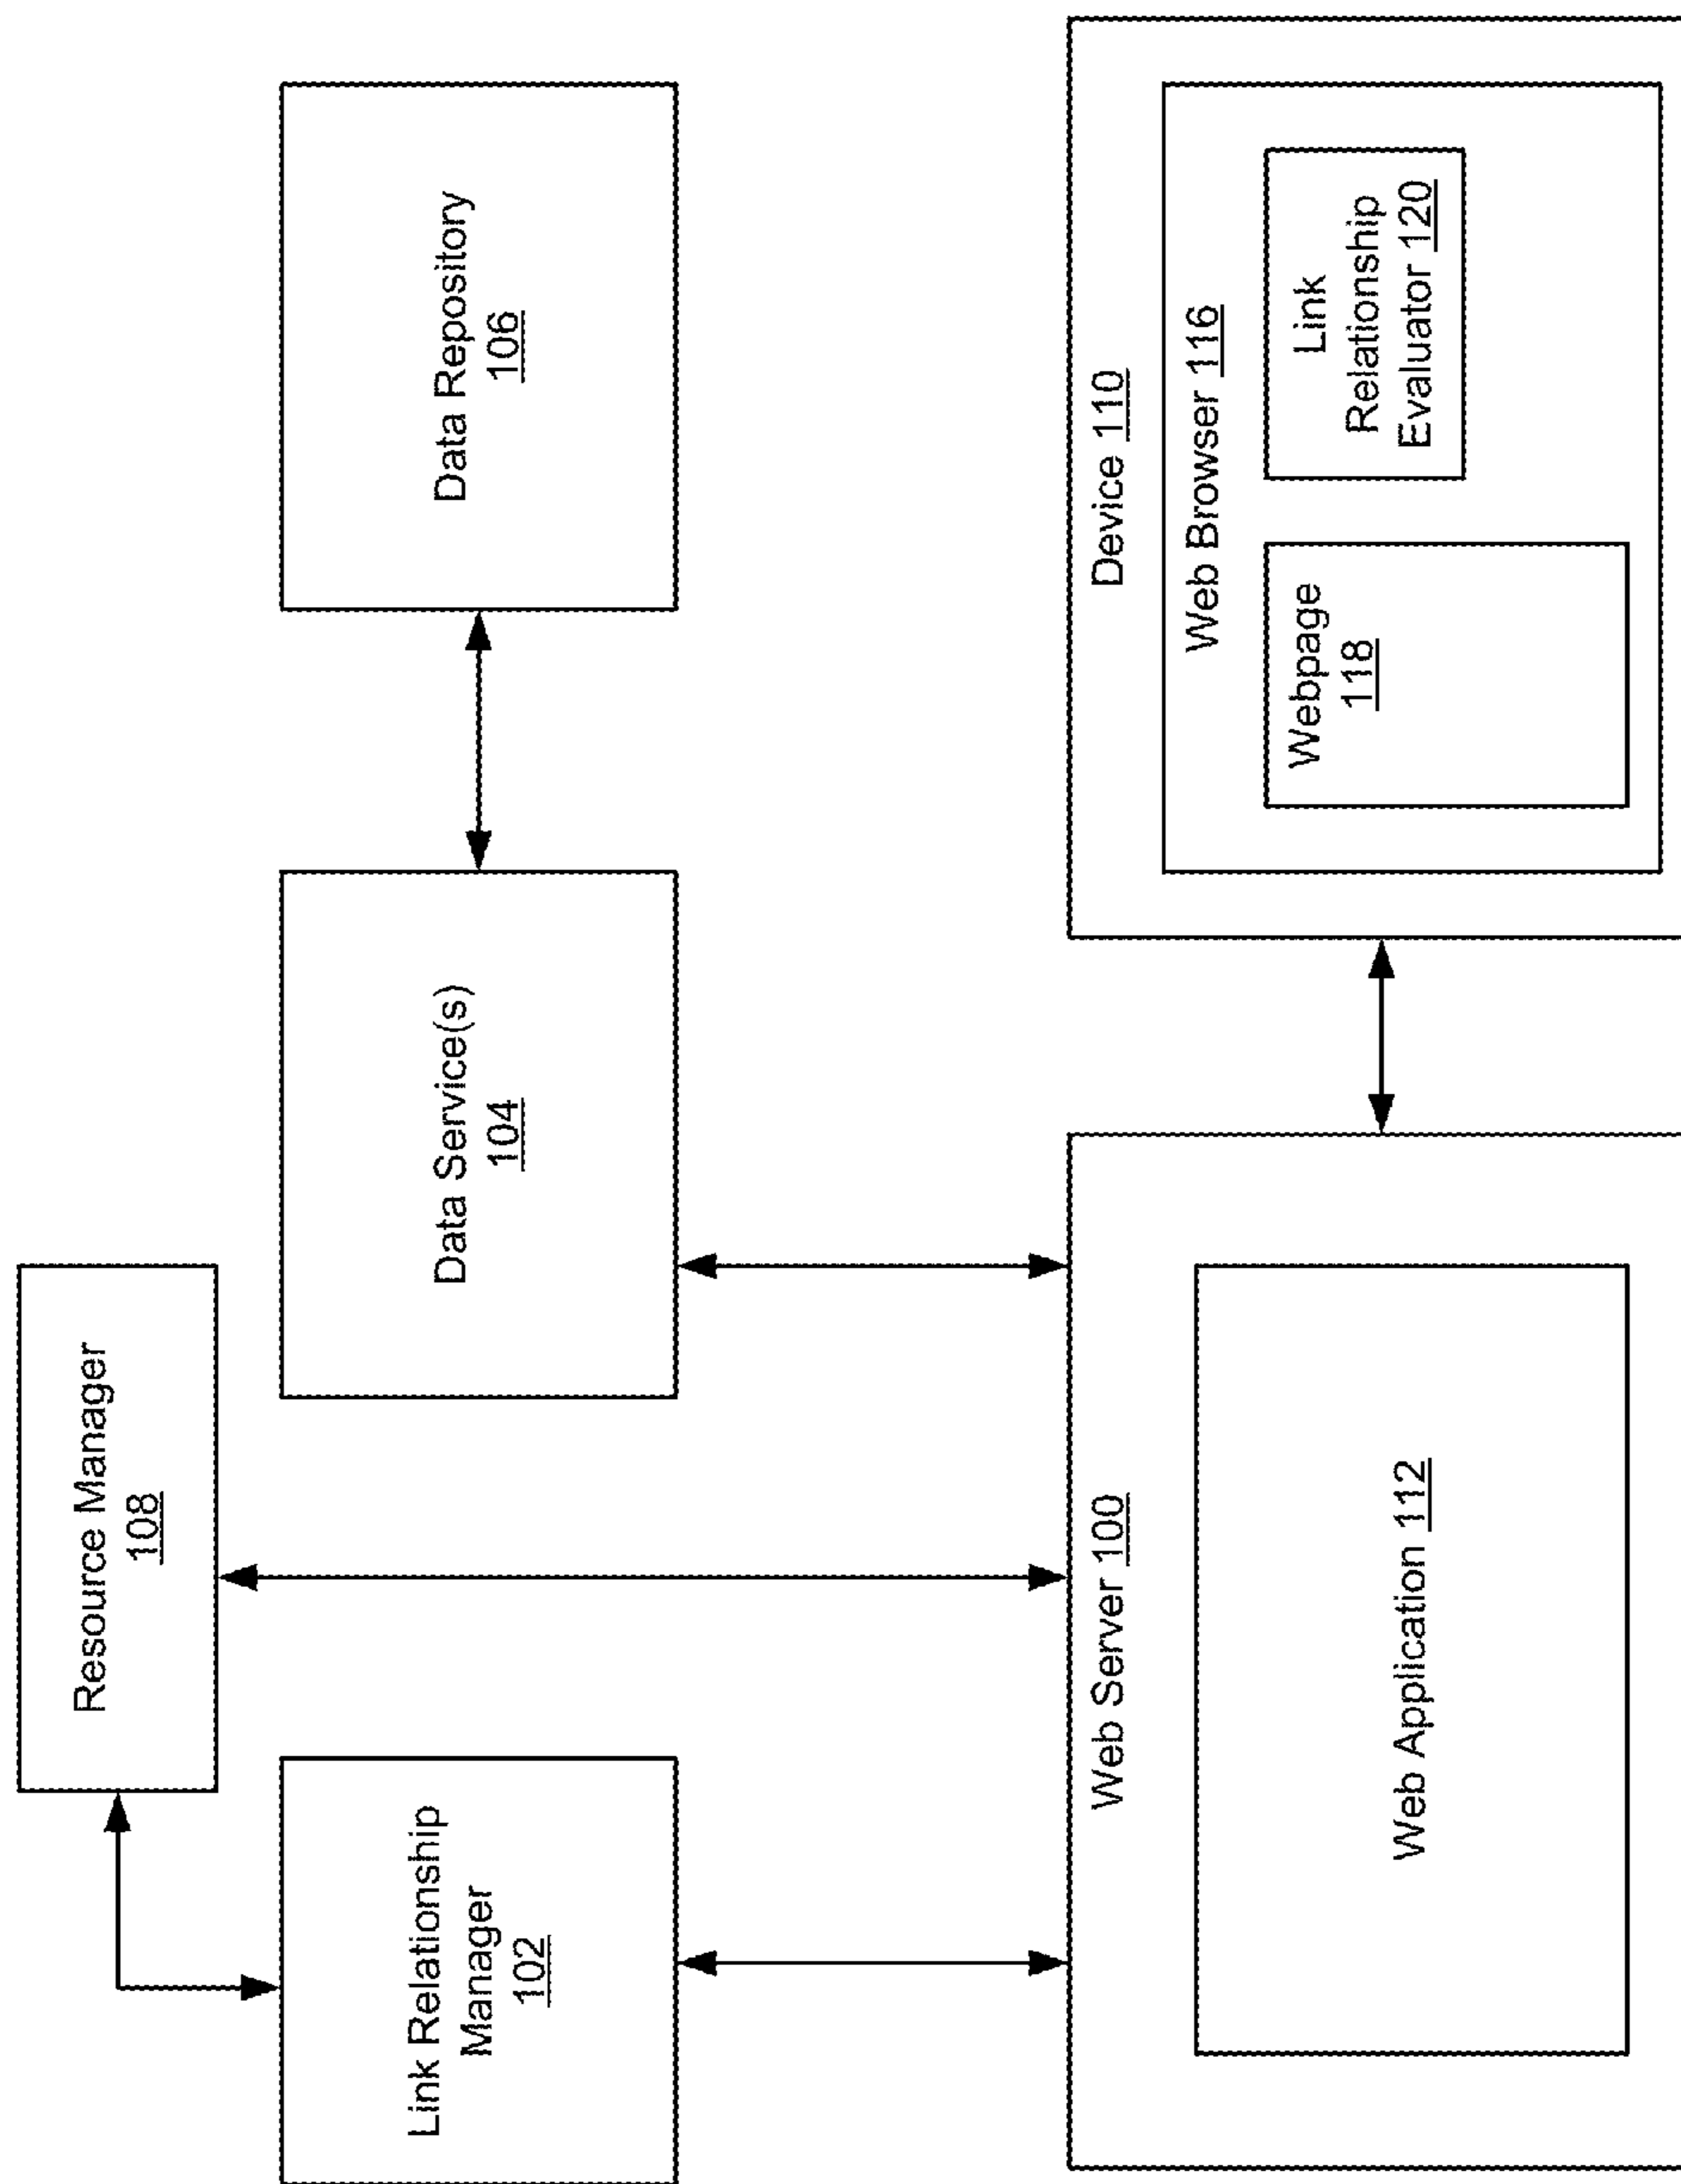 Resource Manager
108
Link Relationship
Manager
102
Data Service(s)
104
Data Repository
106
Web Server 100
Web Application 112
Device 110
Web Browser 116
Webpage
118
Link
Relationship
Evaluator 120